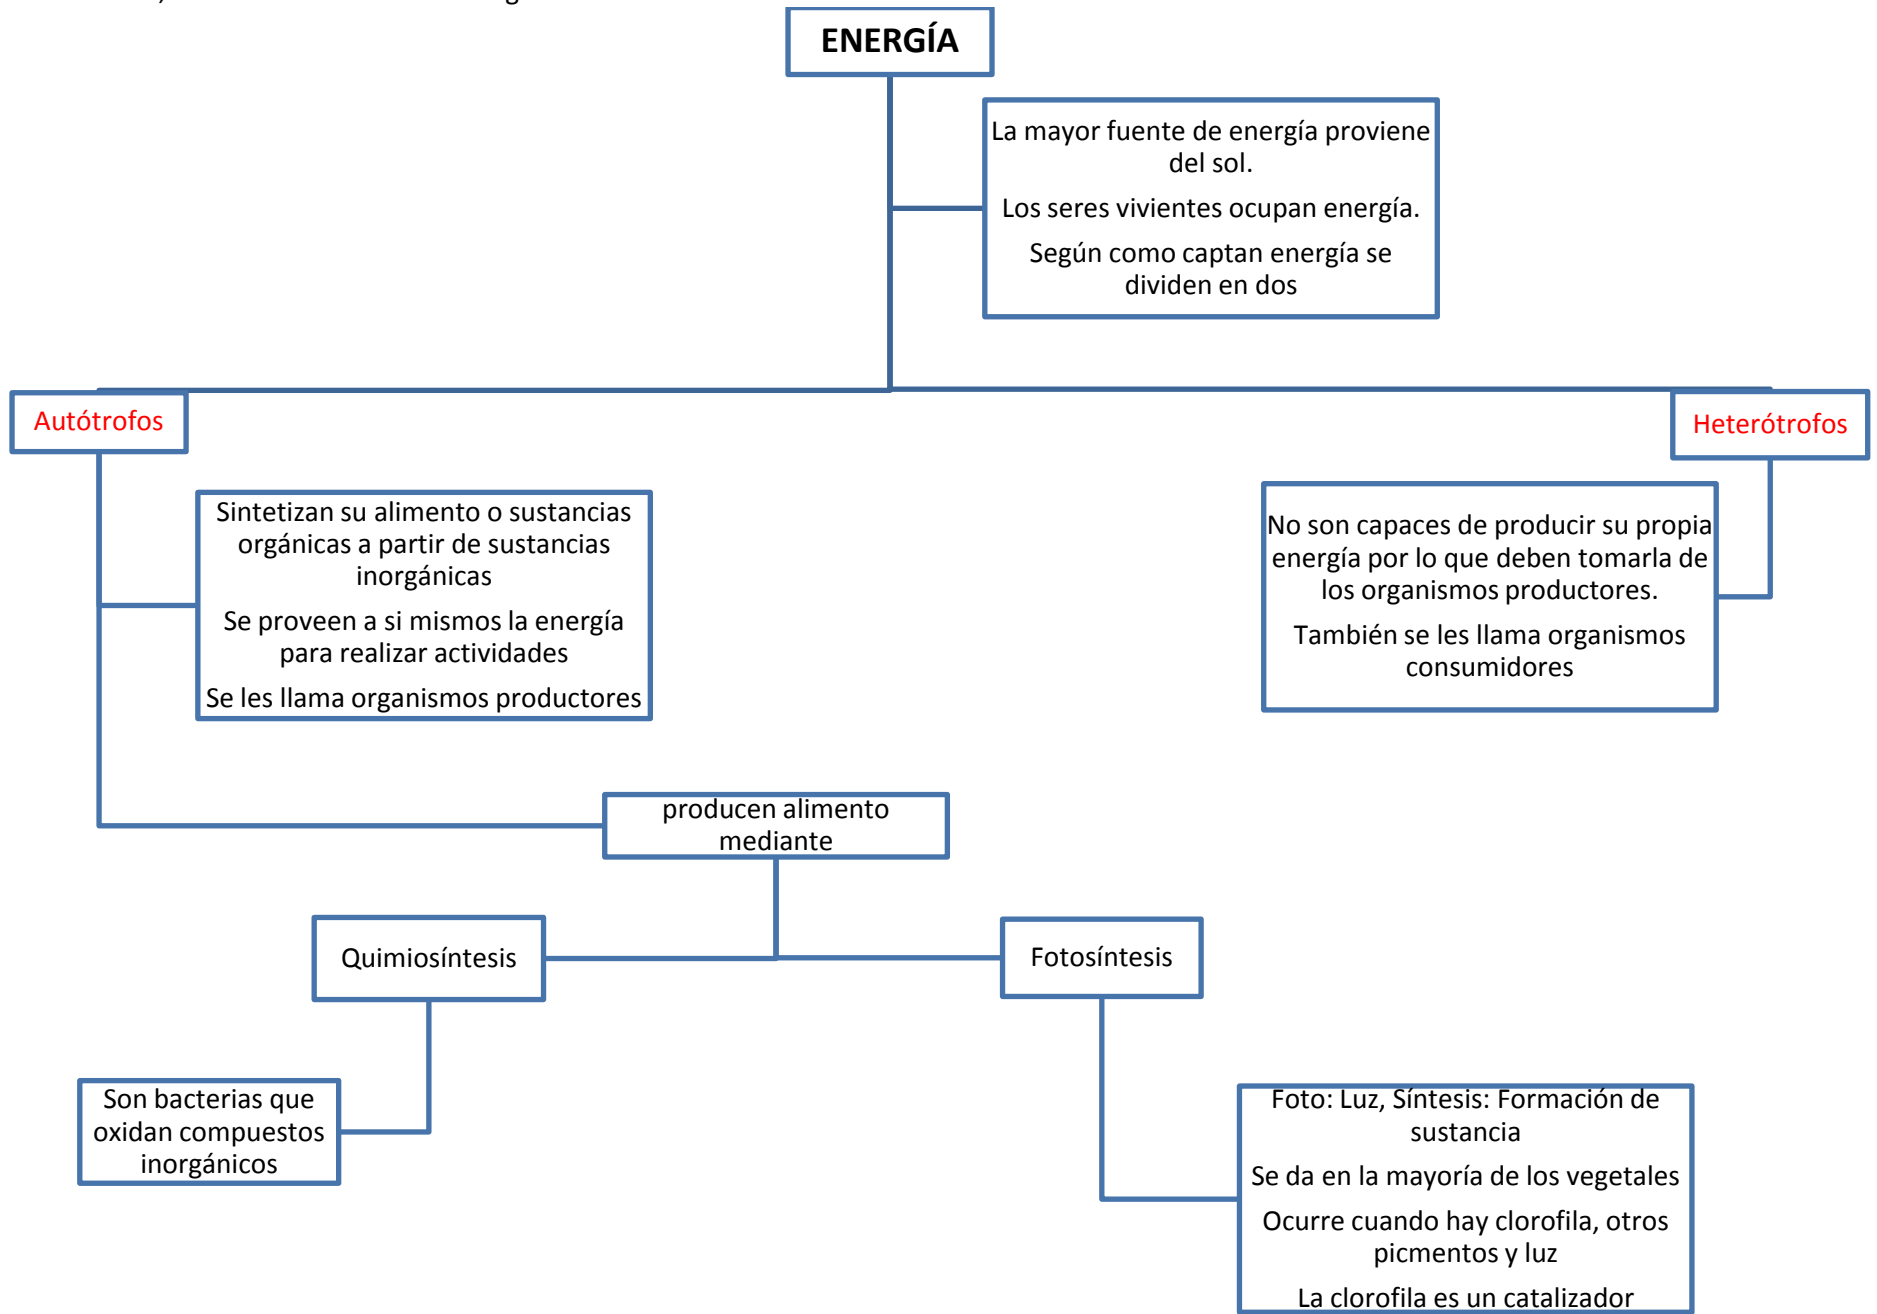 ENERGÍA
La mayor fuente de energía proviene
del sol.
Los seres vivientes ocupan energía.
Según como captan energía se
dividen en dos
Autótrofos
Heterótrofos
Sintetizan su alimento o sustancias
orgánicas a partir de sustancias
inorgánicas
Se proveen a si mismos la energía
para realizar actividades
Se les llama organismos productores
No son capaces de producir su propia
energía por lo que deben tomarla de
los organismos productores.
También se les llama organismos
consumidores
producen alimento
mediante
Quimiosíntesis
Fotosíntesis
Son bacterias que
oxidan compuestos
inorgánicos
Foto: Luz, Síntesis: Formación de
sustancia
Se da en la mayoría de los vegetales
Ocurre cuando hay clorofila, otros
picmentos y luz
La clorofila es un catalizador